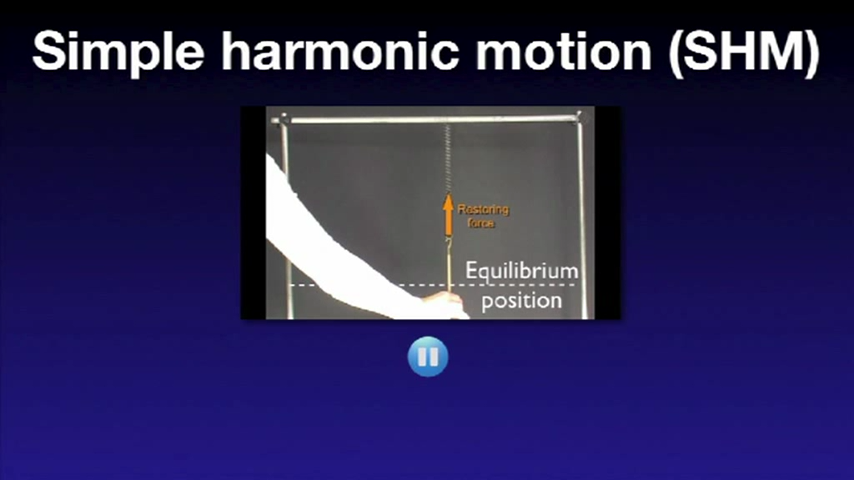 Simple harmonic motion (SHM)
Restoring
force
Equilibrium
position